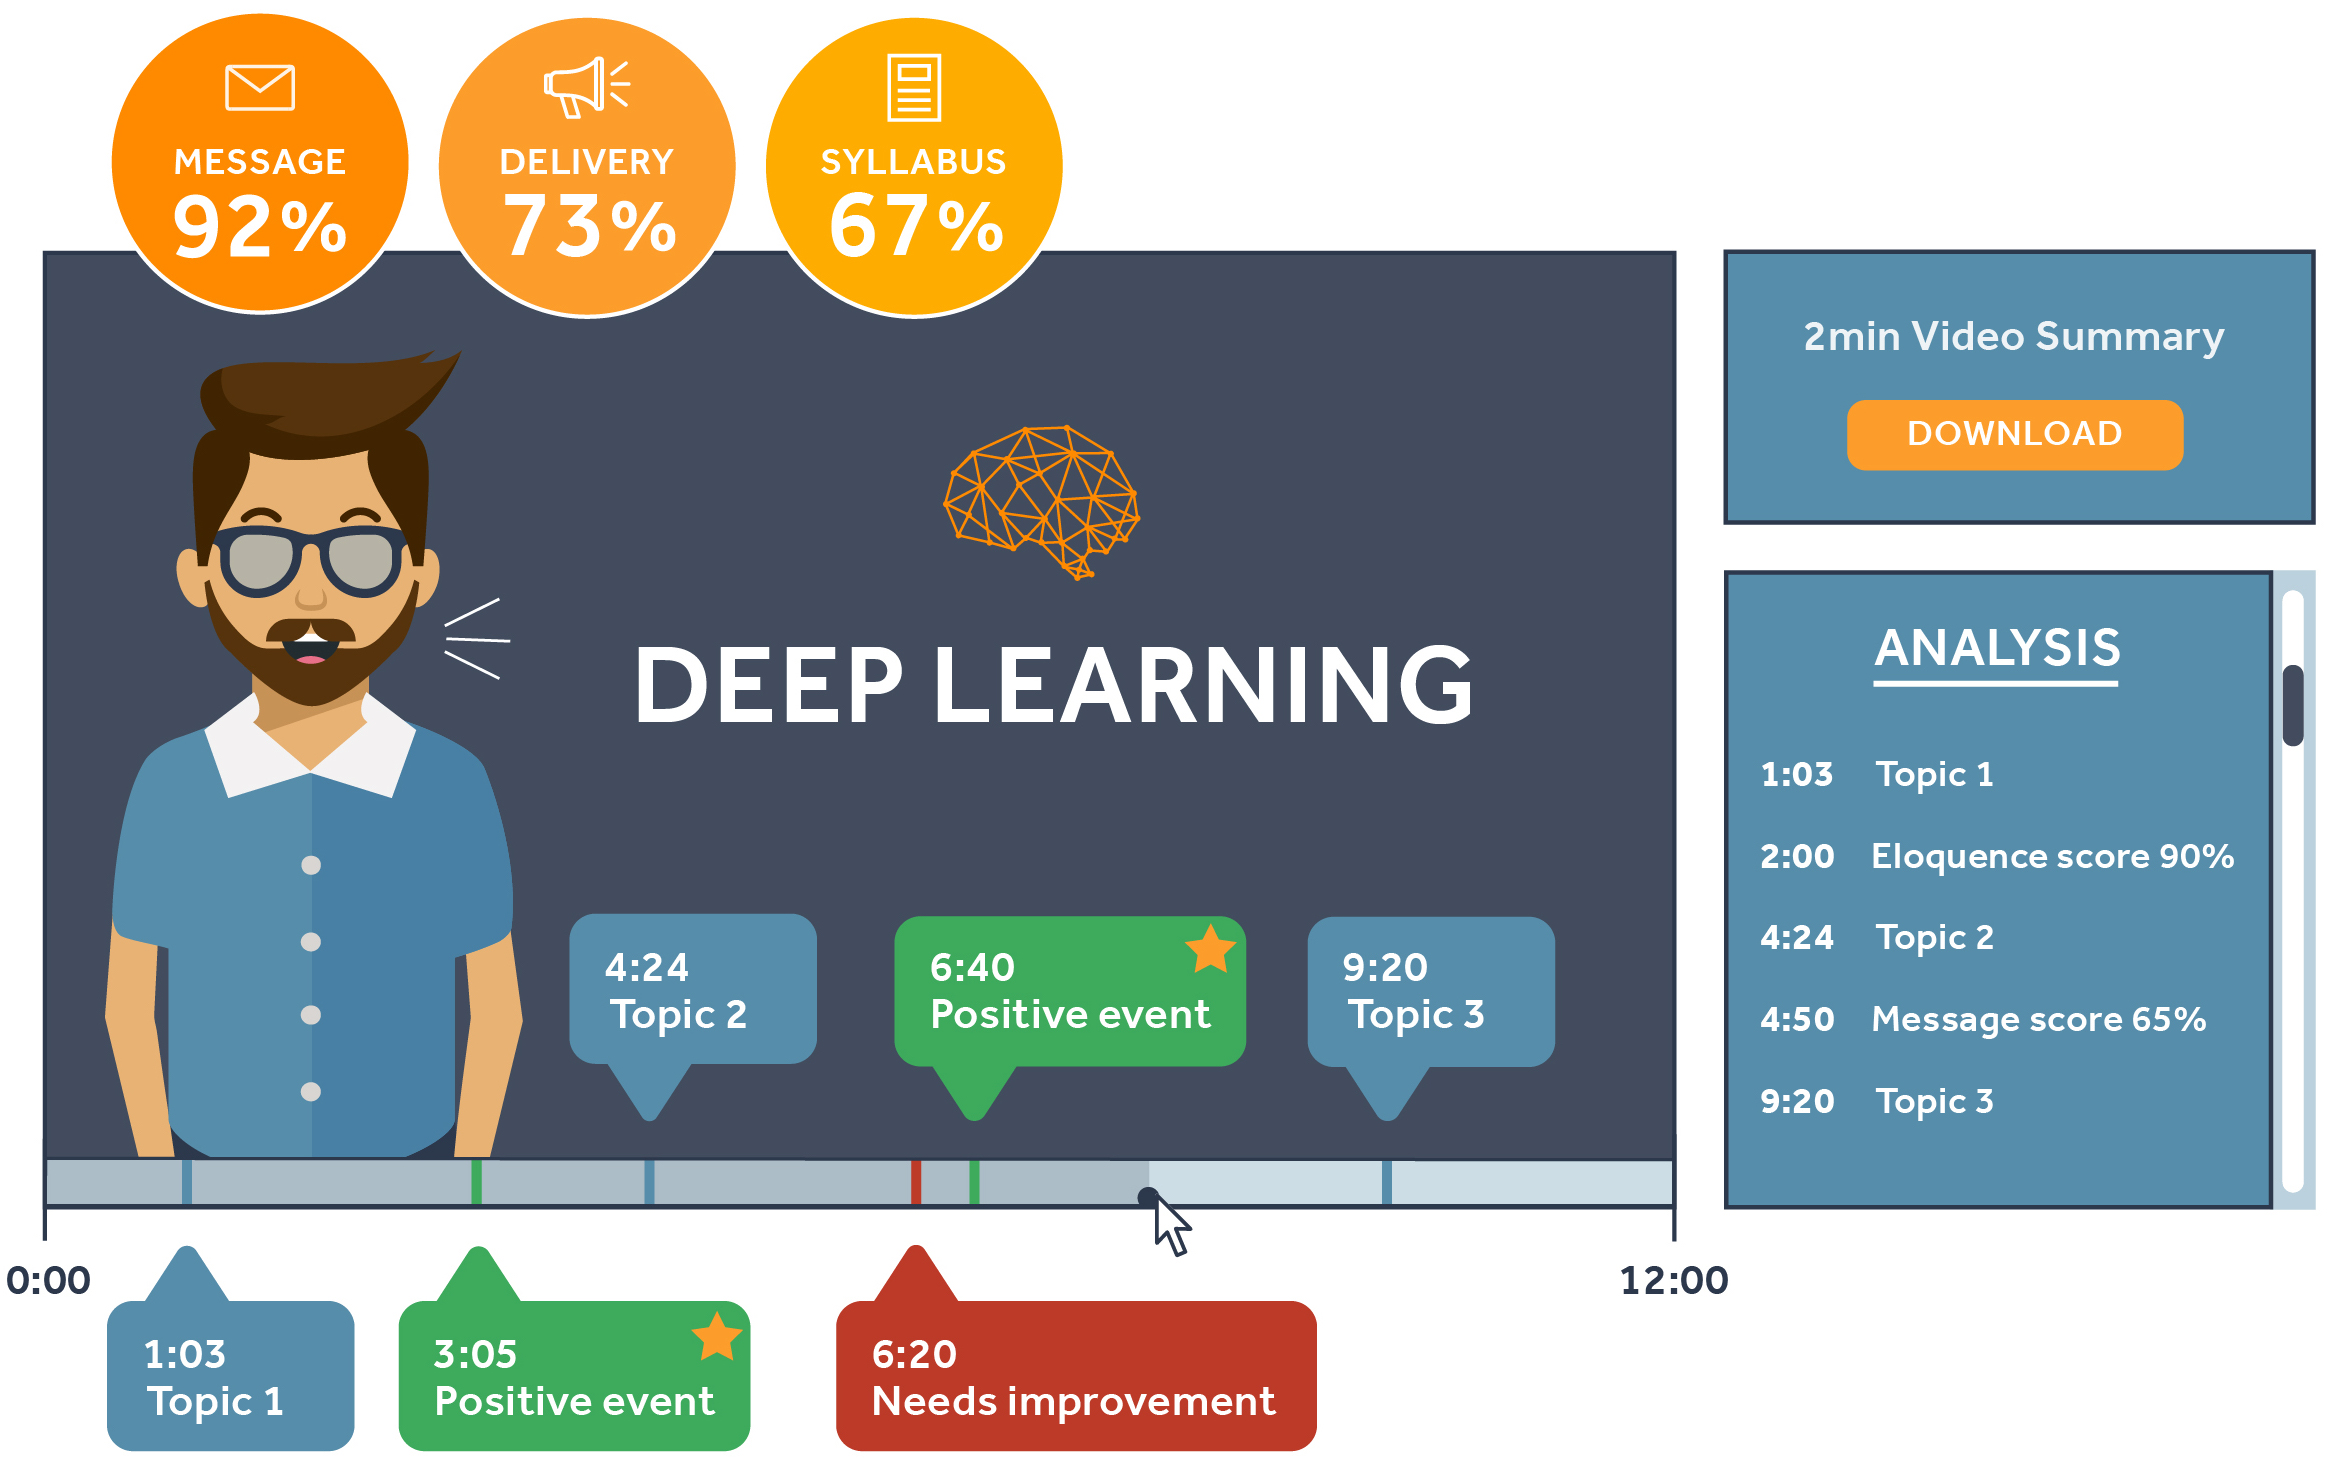 MESSAGE
92%
DELIVERY
73%
SYLLABUS
67%
DEEP LEARNING
4:24
Topic 2
6:40
Positive event
9:20
Topic 3
0:00
12:00
1:03
Topic 1
3:05
Positive event
6:20
Needs improvement
2min Video Summary
DOWNLOAD
ANALYSIS
1:03 Topic 1
2:00 Eloquence score 90%
4:24 Topic 2
4:50 Message score 65%
9:20 Topic 3